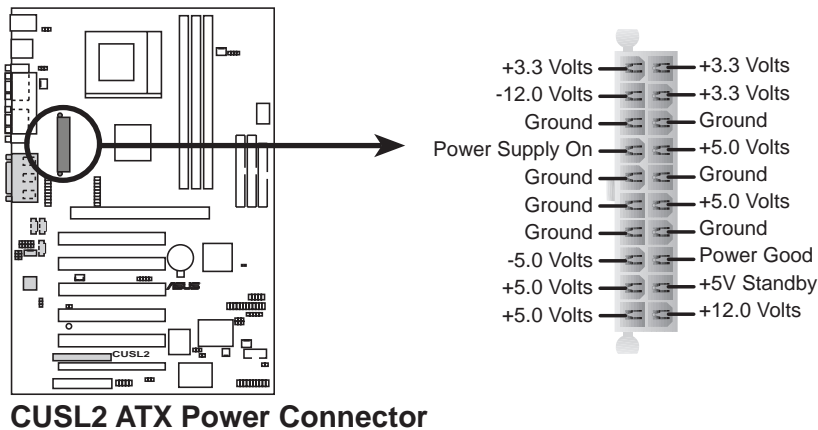 +3.3 Volts
-12.0 Volts
Ground
Power Supply On
Ground
Ground
Ground
-5.0 Volts
+5.0 Volts
+5.0 Volts
+3.3 Volts
+3.3 Volts
Ground
+5.0 Volts
Ground
+5.0 Volts
Ground
Power Good
+5V Standby
+12.0 Volts
ASUS
CUSL2
CUSL2 ATX Power Connector